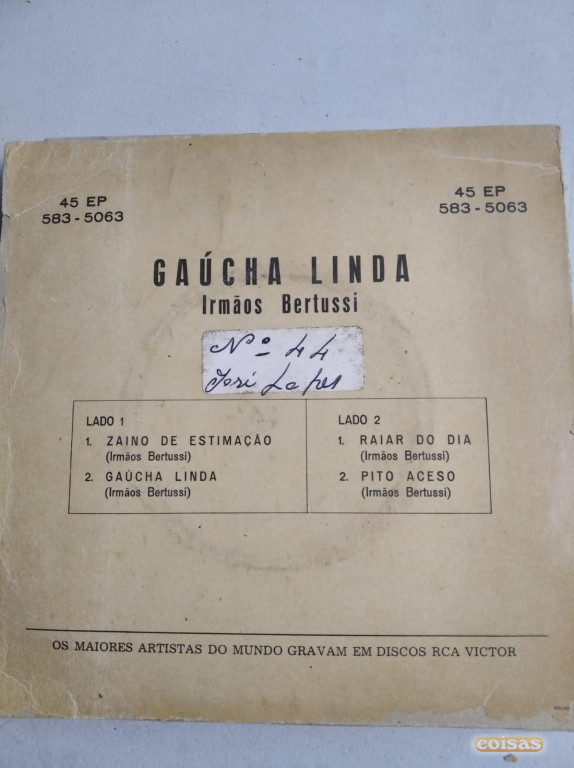 45 EP
583 - 5063
45 EP
583 - 5063
GAÚCHA LINDA
Irmãos Bertussi
Nº 44
LADO 1
1. ZAINO DE ESTIMAÇÃO
(Irmãos Bertussi)
2. GAÚCHA LINDA
(Irmãos Bertussi)
LADO 2
1. RAIAR DO DIA
(Irmãos Bertussi)
2. PITO ACESO
(Irmãos Bertussi)
OS MAIORES ARTISTAS DO MUNDO GRAVAM EM DISCOS RCA VICTOR
coisas